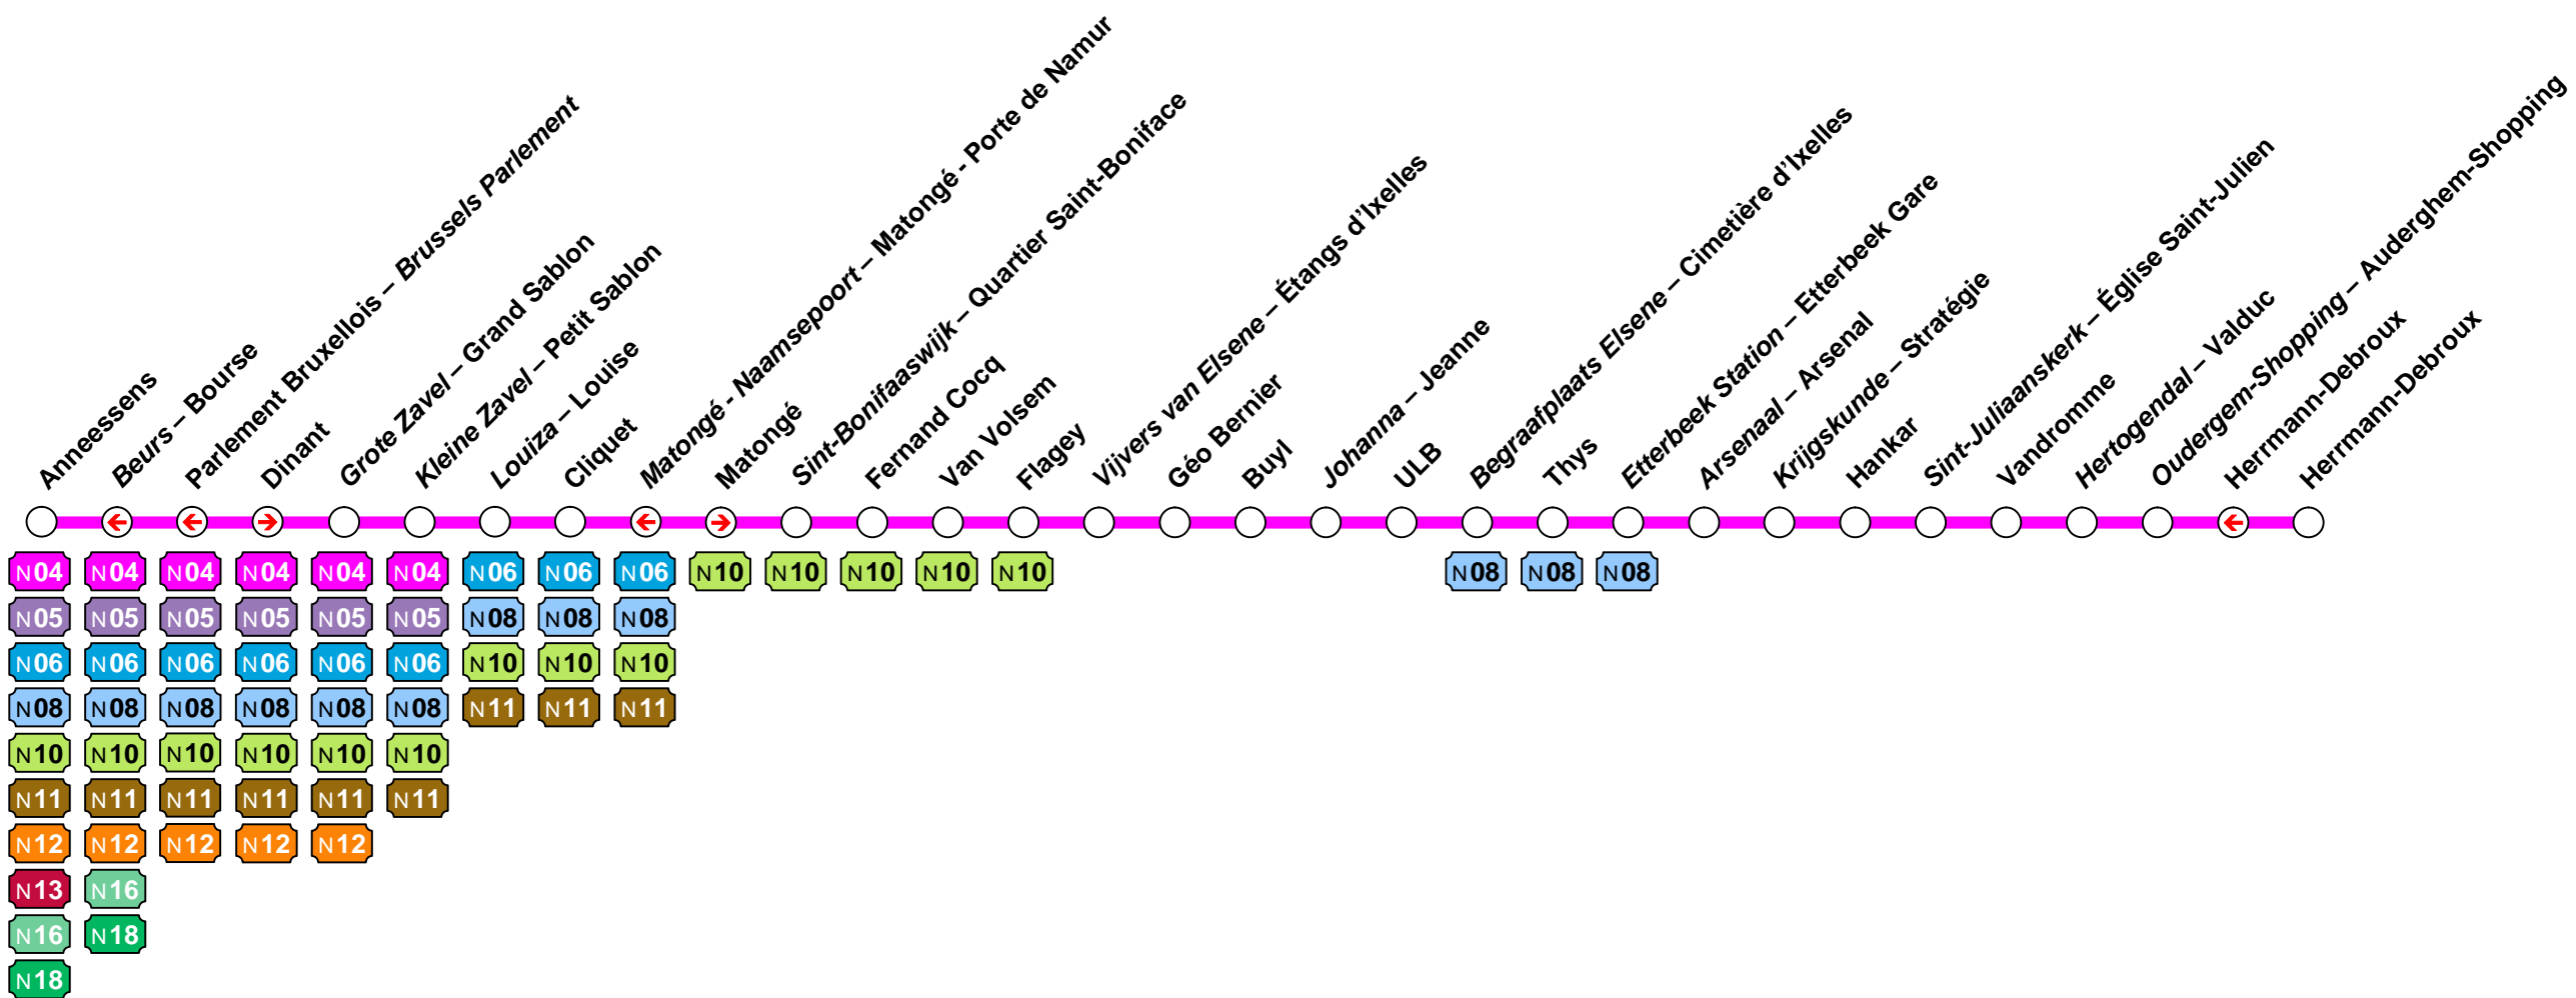 Anneessens
Beurs – Bourse
Parlement Bruxellois – Brussels Parlement
Dinant
Grote Zavel – Grand Sablon
Kleine Zavel – Petit Sablon
Louiza – Louise
Cliquet
Matongé - Naamsepoort – Matongé - Porte de Namur
Matongé
Sint-Bonifaaswijk – Quartier Saint-Boniface
Fernand Cocq
Van Volsem
Flagey
Vijvers van Elsene – Étangs d'Ixelles
Géo Bernier
Buyl
Johanna – Jeanne
ULB
Begraafplaats Elsene – Cimetière d'Ixelles
Thys
Etterbeek Station – Etterbeek Gare
Arsenaal – Arsenal
Krijgskunde – Stratégie
Hankar
Sint-Juliaanskerk – Église Saint-Julien
Vandromme
Hertogendal – Valduc
Oudergem-Shopping – Auderghem-Shopping
Herrmann-Debroux
Herrmann-Debroux
N04 N04 N04 N04 N04 N04 N06 N06 N06 N10 N10 N10 N10 N10 N08 N08 N08
N05 N05 N05 N05 N05 N05 N08 N08 N08
N06 N06 N06 N06 N06 N06 N10 N10 N10
N08 N08 N08 N08 N08 N08 N11 N11 N11
N10 N10 N10 N10 N10 N10
N11 N11 N11 N11 N11 N11
N12 N12 N12 N12 N12
N13 N16
N16 N18
N18